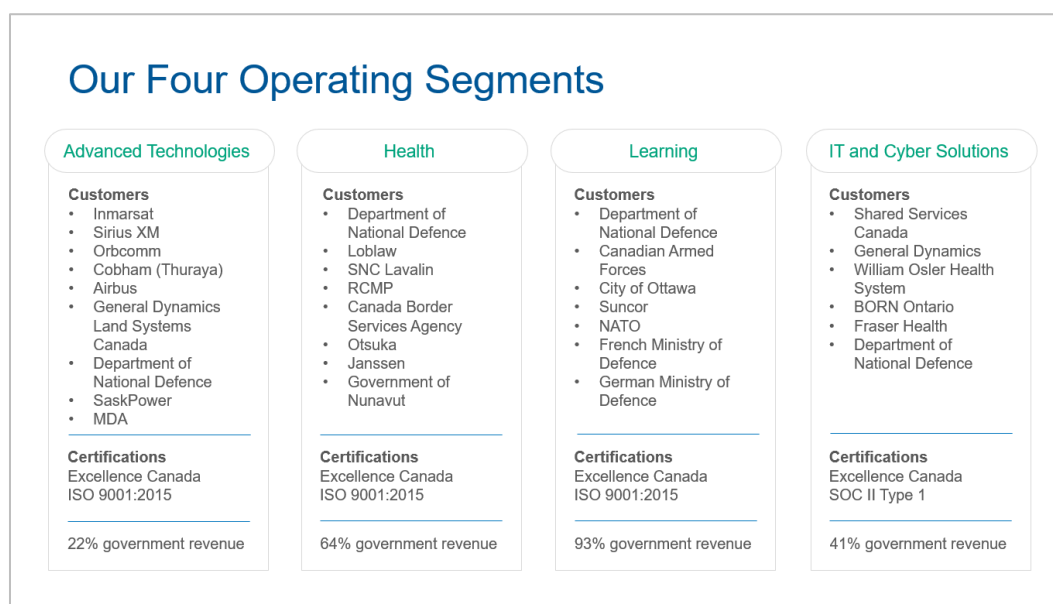 Our Four Operating Segments
Advanced Technologies
Customers
• Inmarsat
• Sirius XM
• Orbcomm
• Cobham (Thuraya)
• Airbus
• General Dynamics
Land Systems
Canada
• Department of
National Defence
• SaskPower
• MDA
Certifications
Excellence Canada
ISO 9001:2015
22% government revenue
Health
Customers
• Department of
National Defence
• Loblaw
• SNC Lavalin
• RCMP
• Canada Border
Services Agency
• Otsuka
• Janssen
• Government of
Nunavut
Certifications
Excellence Canada
ISO 9001:2015
64% government revenue
Learning
Customers
• Department of
National Defence
• Canadian Armed
Forces
• City of Ottawa
• Suncor
• NATO
• French Ministry of
Defence
• German Ministry of
Defence
Certifications
Excellence Canada
ISO 9001:2015
93% government revenue
IT and Cyber Solutions
Customers
• Shared Services
Canada
• General Dynamics
• William Osler Health
System
• BORN Ontario
• Fraser Health
• Department of
National Defence
Certifications
Excellence Canada
SOC II Type 1
41% government revenue